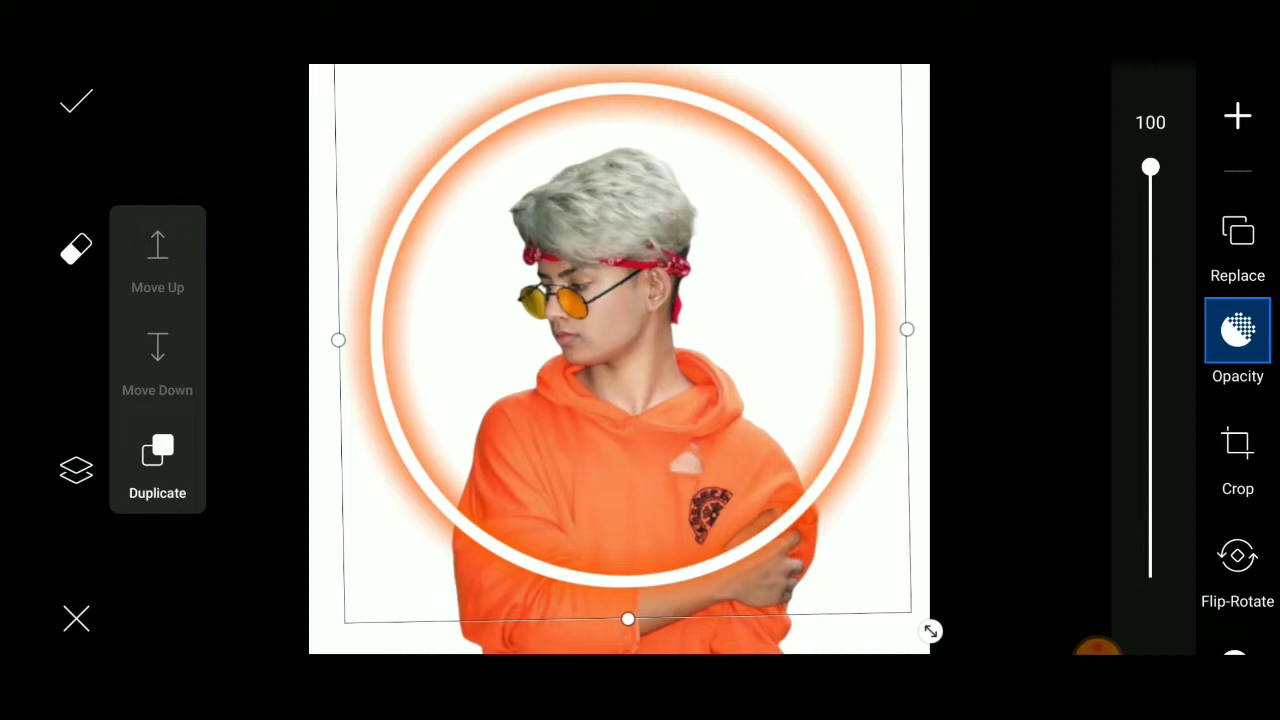 Move Up
Move Down
Duplicate
100
Replace
Opacity
Crop
Flip-Rotate